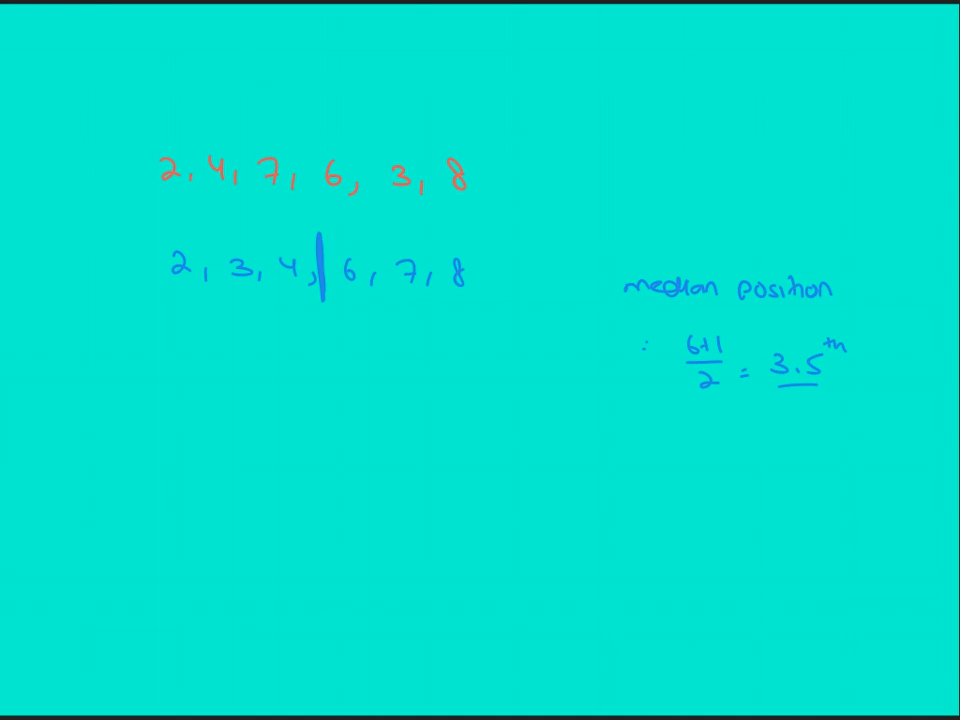 2, 4, 7, 6, 3, 8
2, 3, 4, | 6, 7, 8
median position
: 6+1/2 = 3.5th